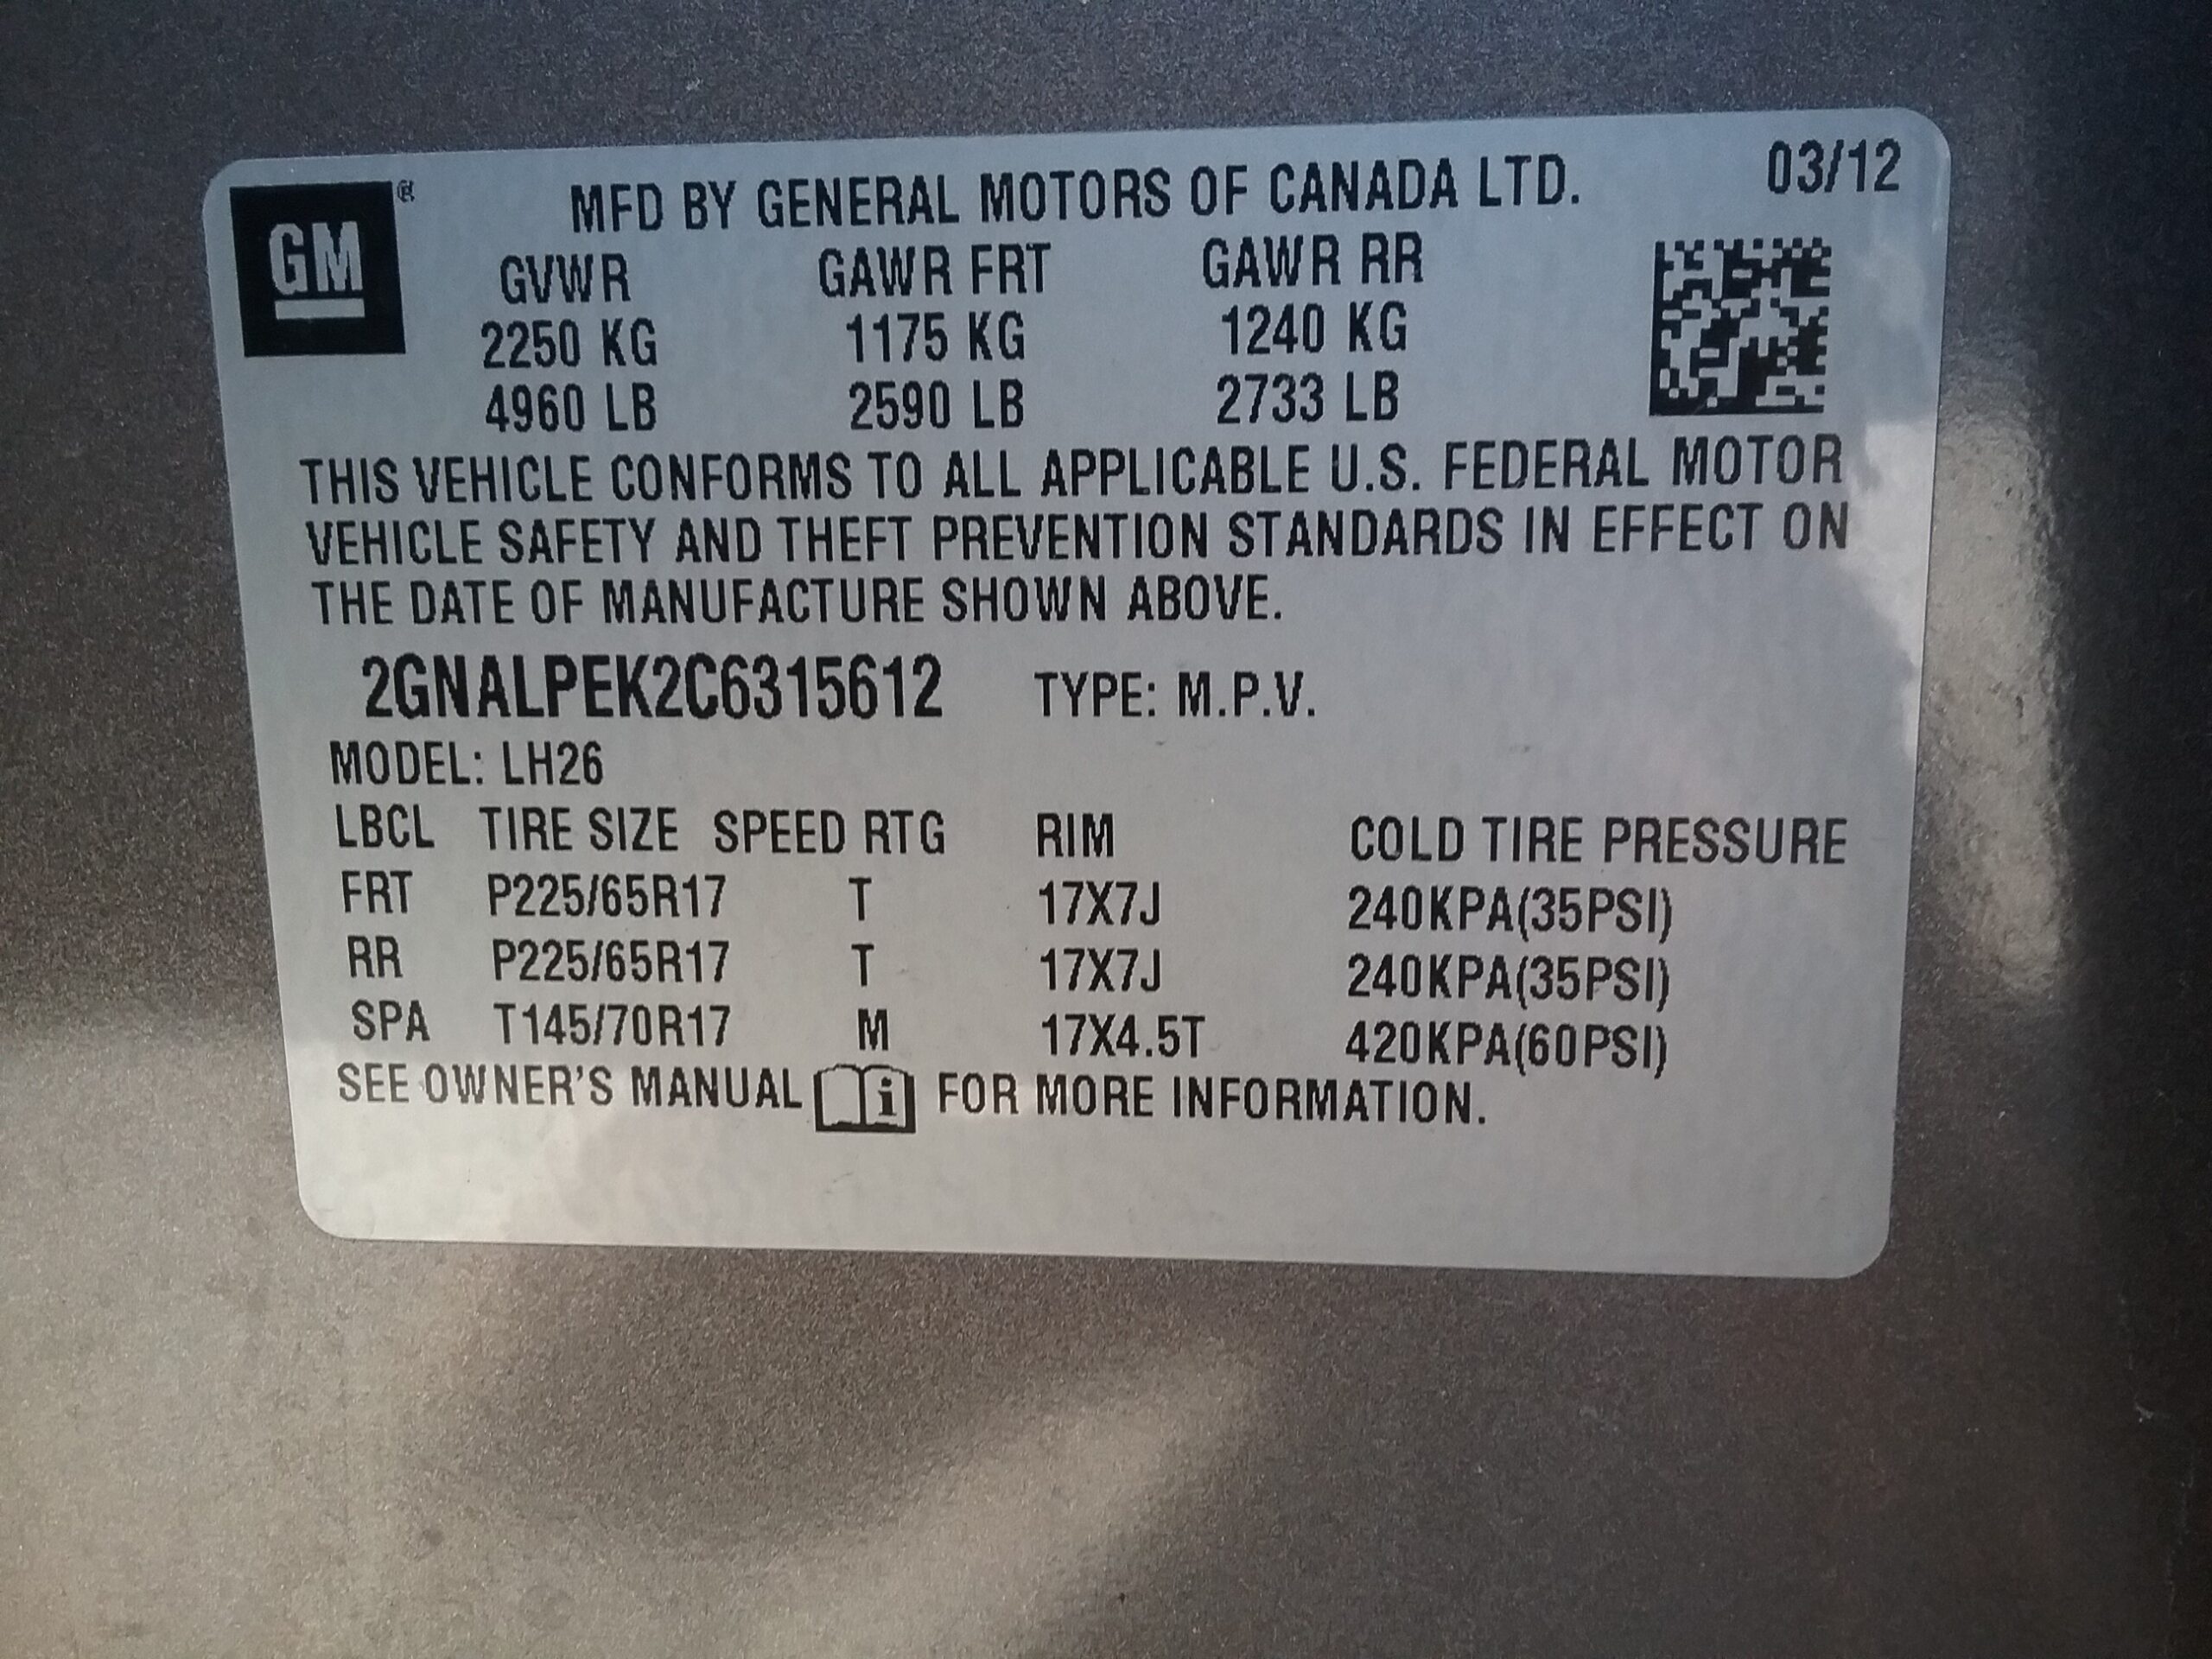 GM ® MFD BY GENERAL MOTORS OF CANADA LTD. 03/12
GVWR GAWR FRT GAWR RR
2250 KG 1175 KG 1240 KG
4960 LB 2590 LB 2733 LB
THIS VEHICLE CONFORMS TO ALL APPLICABLE U.S. FEDERAL MOTOR
VEHICLE SAFETY AND THEFT PREVENTION STANDARDS IN EFFECT ON
THE DATE OF MANUFACTURE SHOWN ABOVE.
2GNALPEK2C6315612 TYPE: M.P.V.
MODEL: LH26
LBCL TIRE SIZE SPEED RTG RIM COLD TIRE PRESSURE
FRT P225/65R17 T 17X7J 240KPA(35PSI)
RR P225/65R17 T 17X7J 240KPA(35PSI)
SPA T145/70R17 M 17X4.5T 420KPA(60PSI)
SEE OWNER'S MANUAL i FOR MORE INFORMATION.